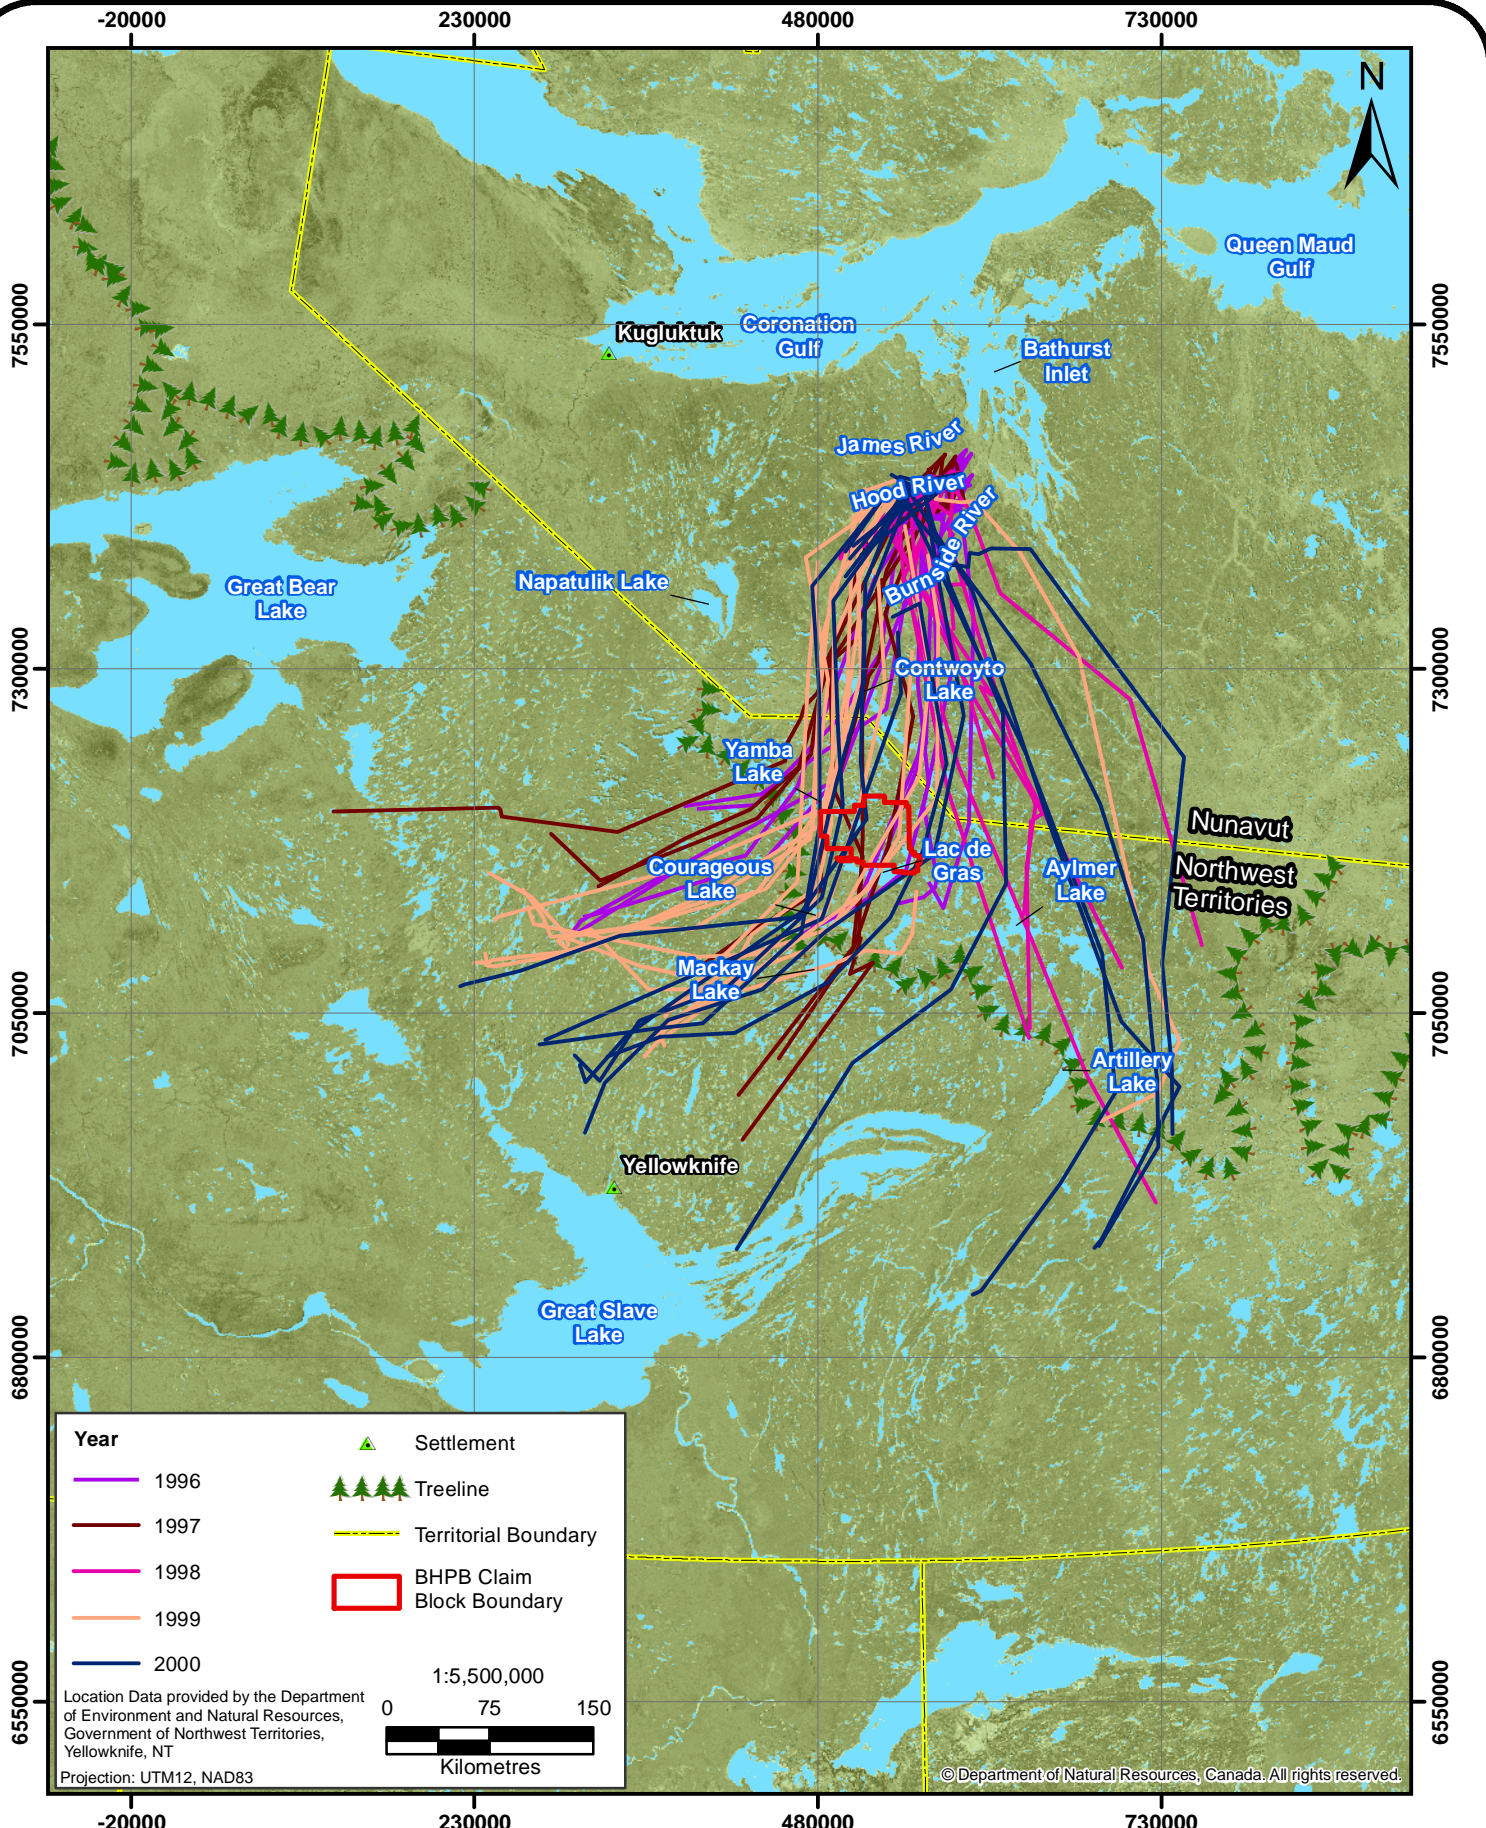 -20000 230000 480000 730000
N
Queen Maud
Gulf
7550000
7550000
Kugluktuk
Coronation
Gulf
Bathurst
Inlet
James River
Hood River
Burnside River
Napatulik Lake
Great Bear
Lake
7300000
7300000
Contwoyto
Lake
Yamba
Lake
Nunavut
Northwest
Territories
Courageous
Lake
Lac de
Gras
Aylmer
Lake
Mackay
Lake
7050000
7050000
Artillery
Lake
Yellowknife
Great Slave
Lake
6800000
6800000
Year
1996
1997
1998
1999
2000
Settlement
Treeline
Territorial Boundary
BHPB Claim
Block Boundary
1:5,500,000
0 75 150
Kilometres
Location Data provided by the Department
of Environment and Natural Resources,
Government of Northwest Territories,
Yellowknife, NT
Projection: UTM12, NAD83
6550000
6550000
© Department of Natural Resources, Canada. All rights reserved.
-20000 230000 480000 730000